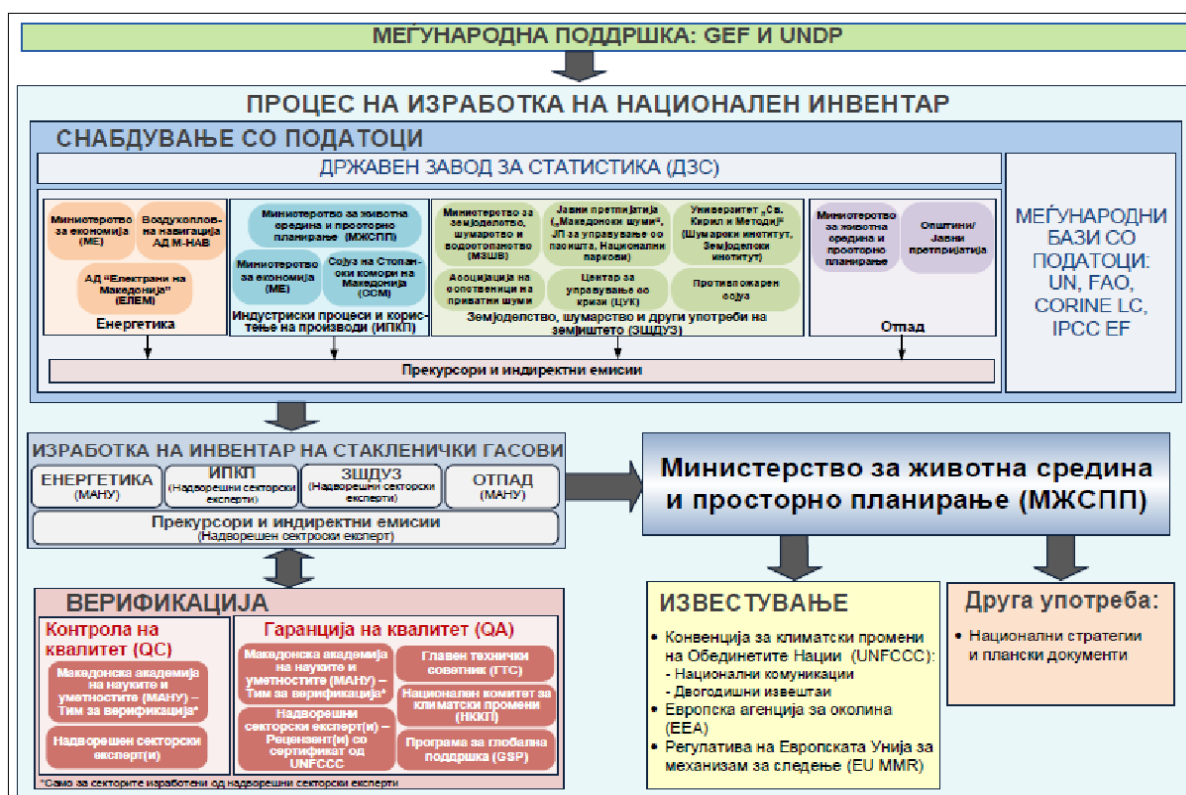 МЕЃУНАРОДНА ПОДДРШКА: GEF И UNDP
ПРОЦЕС НА ИЗРАБОТКА НА НАЦИОНАЛЕН ИНВЕНТАР
СНАБДУВАЊЕ СО ПОДАТОЦИ
ДРЖАВЕН ЗАВОД ЗА СТАТИСТИКА (ДЗС)
Министерство
за економија
(МЕ)
Воздухоплов-
на навигација
АД М-НАВ
АД "Електрани на
Македонија"
(ЕЛЕМ)
Енергетика
Министерство за животна
средина и просторно
планирање (МЖСПП)
Министерство
за економија
(МЕ)
Сојуз на Стопан-
ски комори на
Македонија
(ССМ)
Индустриски процеси и корис-
тење на производи (ИПКП)
Министерство за
земјоделство,
шумарство и
водостопанство
(МЗШВ)
Јавни претпијатија
(„Македонски шуми“,
ЈП за управување со
пасишта, Национални
паркови)
Универзитет „Св.
Кирил и Методиј“
(Шумарски институт,
Земјоделски
институт)
Асоцијација на
сопственици на
приватни шуми
Центар за
управување со
кризи (ЦУК)
Противпожарен
сојуз
Земјоделство, шумарство и други употреби на
земјиштето (ЗШДУЗ)
Министерство
за животна
средина и
просторно
планирање
Општини/
Јавни
претпријатија
Отпад
Прекурсори и индиректни емисии
МЕЃУНАРОДНИ
БАЗИ СО
ПОДАТОЦИ:
UN, FAO,
CORINE LC,
IPCC EF
ИЗРАБОТКА НА ИНВЕНТАР НА СТАКЛЕНИЧКИ ГАСОВИ
ЕНЕРГЕТИКА
(МАНУ)
ИПКП
(Надворешни секторски
експерти)
ЗШДУЗ
(Надворешни секторски
експерти)
ОТПАД
(МАНУ)
Прекурсори и индиректни емисии
(Надворешен сектроски експерт)
Министерство за животна средина
и просторно планирање (МЖСПП)
ВЕРИФИКАЦИЈА
Контрола на
квалитет (QC)
Македонска академија
на науките и
уметностите (МАНУ) –
Тим за верификација*
Надворешен секторски
експерт(и)
Гаранција на квалитет (QA)
Македонска академија
на науките и
уметностите (МАНУ) –
Тим за верификација*
Надворешни
секторски експерт(и) –
Рецензент(и) со
сертификат од
UNFCCC
Главен технички
советник (ГТС)
Национален комитет за
климатски промени
(НККП)
Програма за глобална
поддршка (GSP)
*Само за секторите изработени од надворешни секторски експерти
ИЗВЕСТУВАЊЕ
• Конвенција за климатски промени
на Обединетите Нации (UNFCCC):
- Национални комуникации
- Двогодишни извештаи
• Европска агенција за околина
(EEA)
• Регулатива на Европската Унија за
механизам за следење (EU MMR)
Друга употреба:
• Национални стратегии
и плански документи